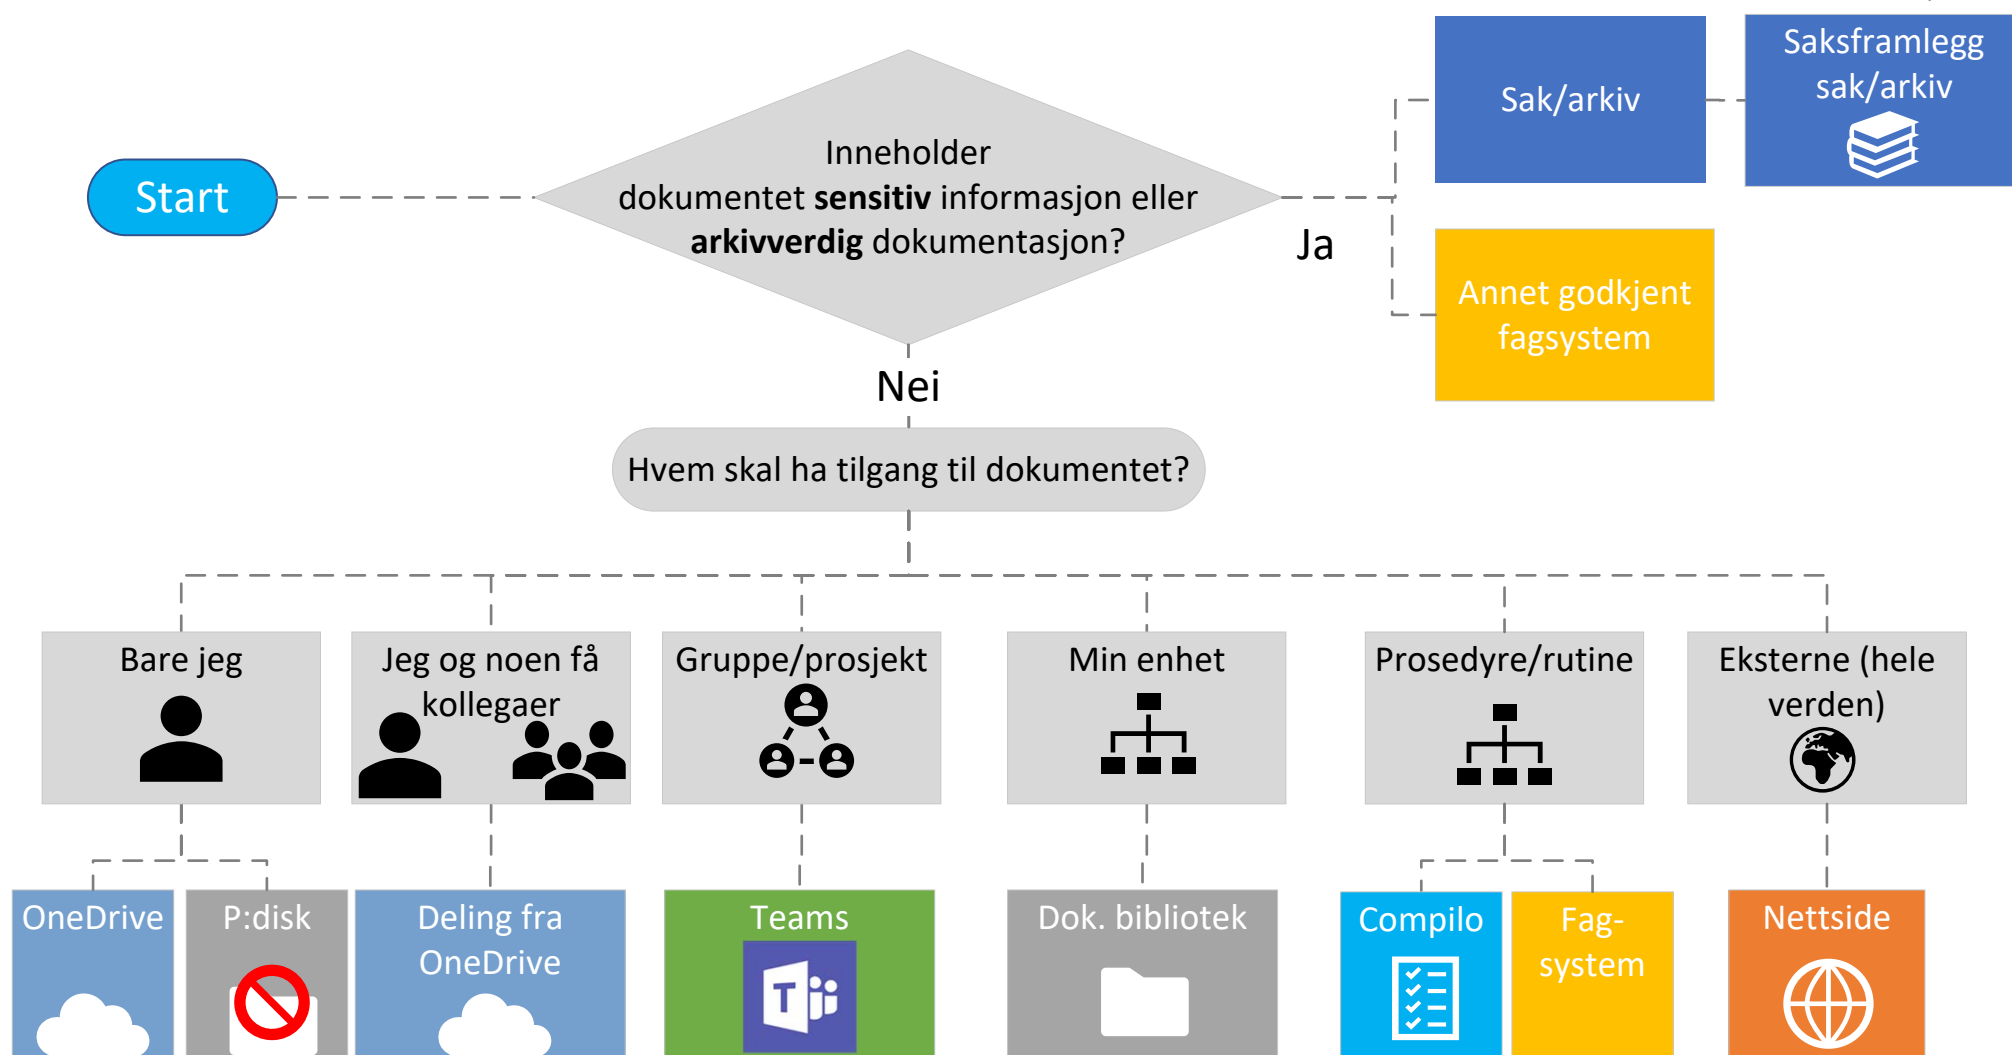 Start
Inneholder
dokumentet sensitiv informasjon eller
arkivverdig dokumentasjon?
Ja
Sak/arkiv
Saksframlegg
sak/arkiv
Annet godkjent
fagsystem
Nei
Hvem skal ha tilgang til dokumentet?
Bare jeg
Jeg og noen få
kollegaer
Gruppe/prosjekt
Min enhet
Prosedyre/rutine
Eksterne (hele
verden)
OneDrive
P:disk
Deling fra
OneDrive
Teams
T
Dok. bibliotek
Compilo
Fag-
system
Nettside